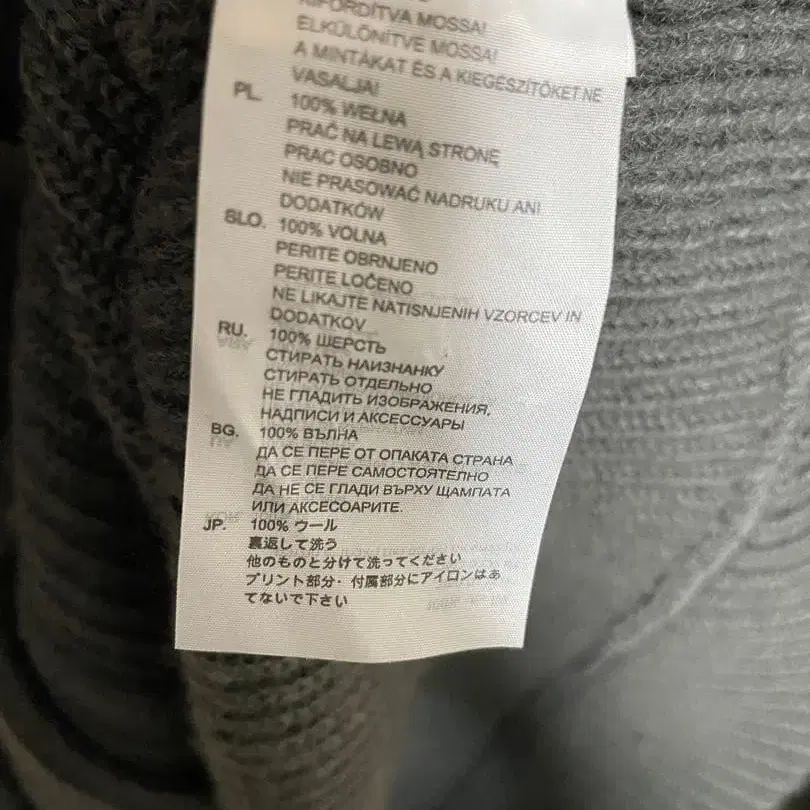 KIFORDÍTVA MOSSA!
ELKÜLÖNÍTVE MOSSA!
A MINTÁKAT ÉS A KIEGÉSZÍTŐKET NE
VASALJA!
PL. 100% WEŁNA
PRAĆ NA LEWĄ STRONĘ
PRAC OSOBNO
NIE PRASOWAĆ NADRUKU ANI
DODATKÓW
SLO. 100% VOLNA
PERITE OBRNJENO
PERITE LOČENO
NE LIKAJTE NATISNJENIH VZORCEV IN
DODATKOV
RU. 100% ШЕРСТЬ
СТИРАТЬ НАИЗНАНКУ
СТИРАТЬ ОТДЕЛЬНО
НЕ ГЛАДИТЬ ИЗОБРАЖЕНИЯ,
НАДПИСИ И АКСЕССУАРЫ
BG. 100% ВЪЛНА
ДА СЕ ПЕРЕ ОТ ОПАКАТА СТРАНА
ДА СЕ ПЕРЕ САМОСТОЯТЕЛНО
ДА НЕ СЕ ГЛАДИ ВЪРХУ ЩАМПАТА
ИЛИ АКСЕСОАРИТЕ.
JP. 100% ウール
裏返して洗う
他のものと分けて洗ってください
プリント部分・付属部分にアイロンはあ
てないで下さい